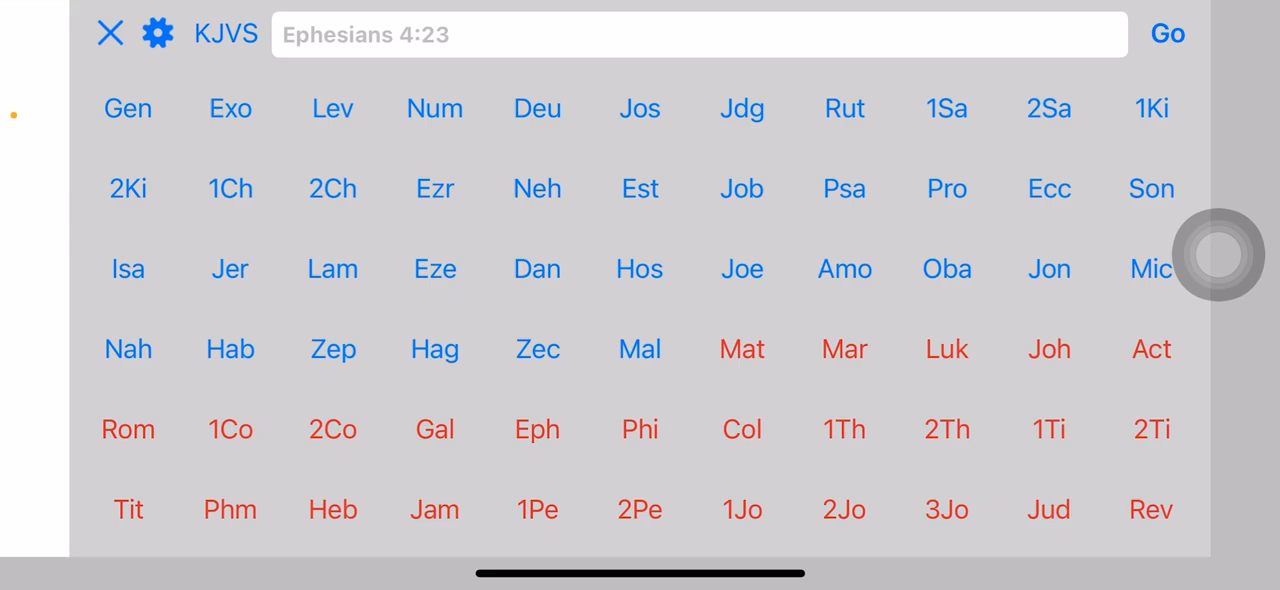 KJVS Ephesians 4:23 Go
Gen Exo Lev Num Deu Jos Jdg Rut 1Sa 2Sa 1Ki
2Ki 1Ch 2Ch Ezr Neh Est Job Psa Pro Ecc Son
Isa Jer Lam Eze Dan Hos Joe Amo Oba Jon Mic
Nah Hab Zep Hag Zec Mal Mat Mar Luk Joh Act
Rom 1Co 2Co Gal Eph Phi Col 1Th 2Th 1Ti 2Ti
Tit Phm Heb Jam 1Pe 2Pe 1Jo 2Jo 3Jo Jud Rev